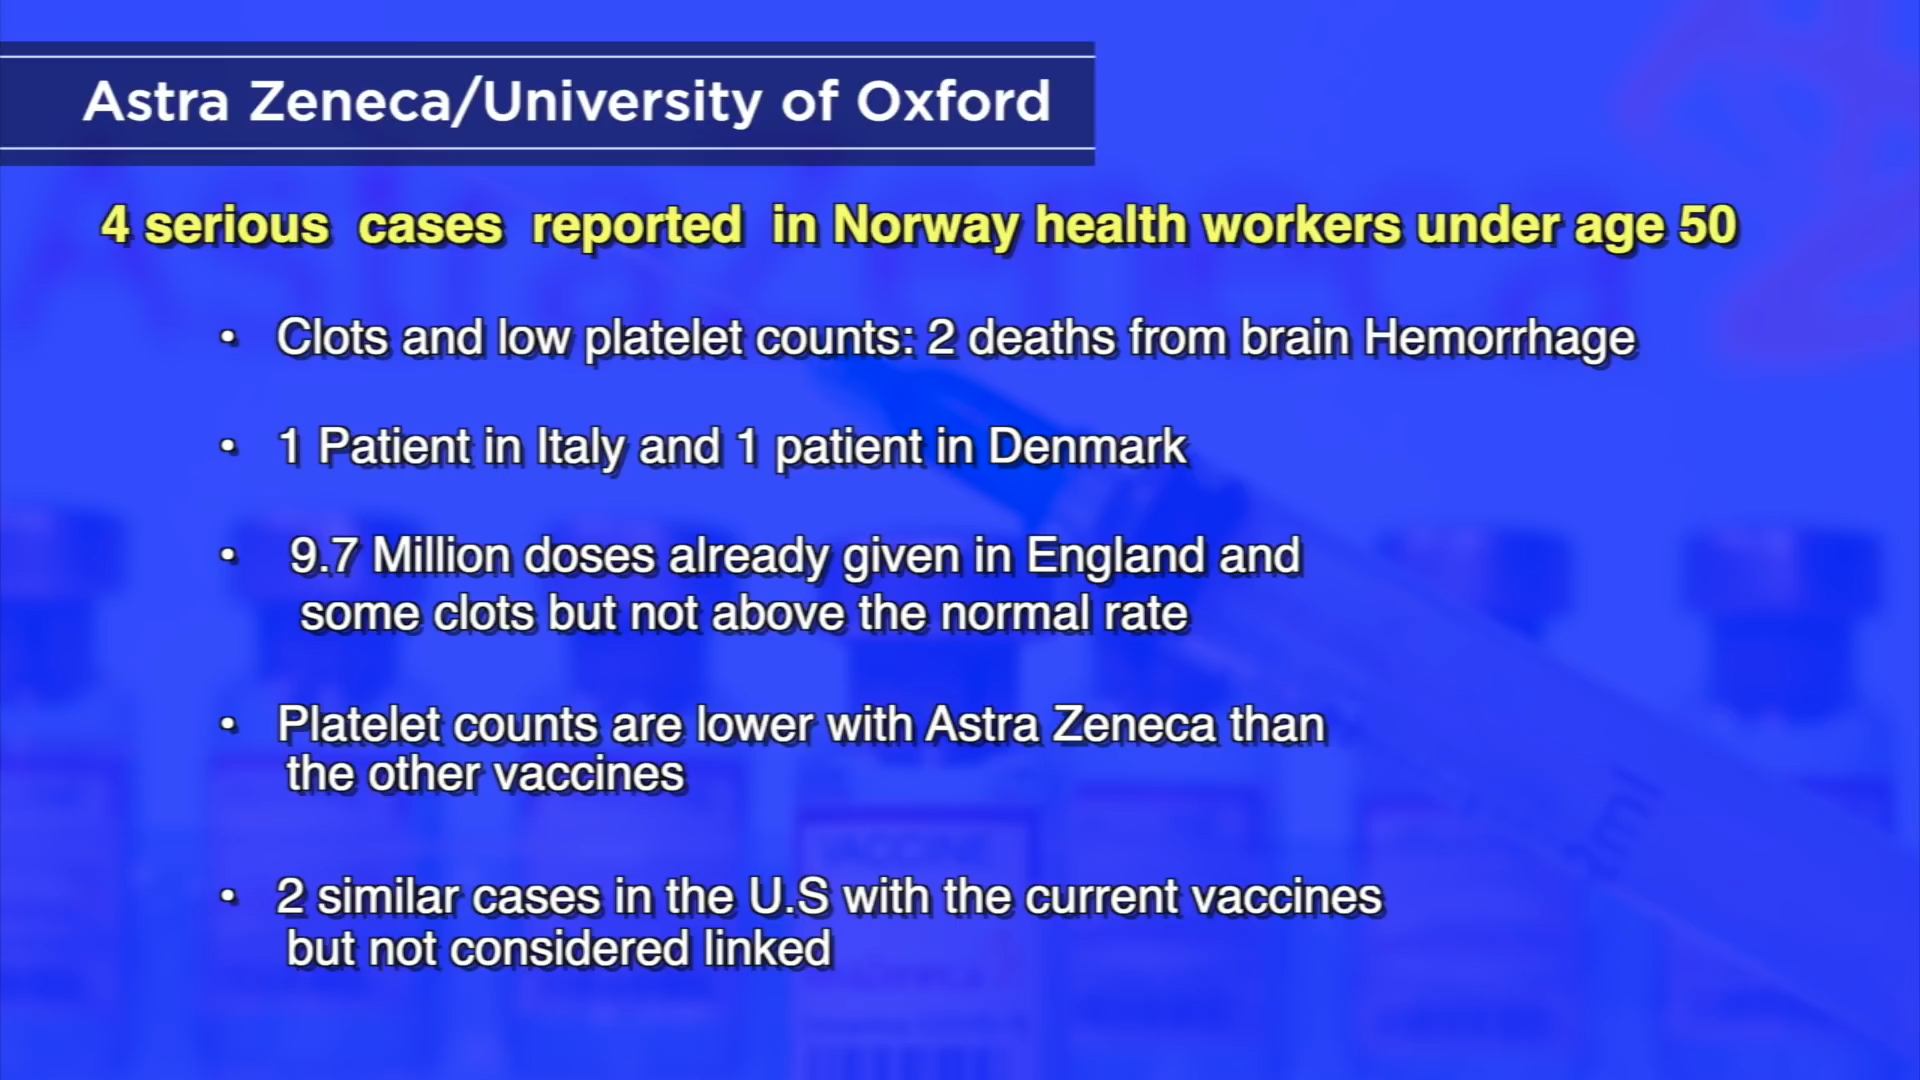 Astra Zeneca/University of Oxford
4 serious cases reported in Norway health workers under age 50
• Clots and low platelet counts: 2 deaths from brain Hemorrhage
• 1 Patient in Italy and 1 patient in Denmark
• 9.7 Million doses already given in England and
some clots but not above the normal rate
• Platelet counts are lower with Astra Zeneca than
the other vaccines
• 2 similar cases in the U.S with the current vaccines
but not considered linked
VACCINE
2ml